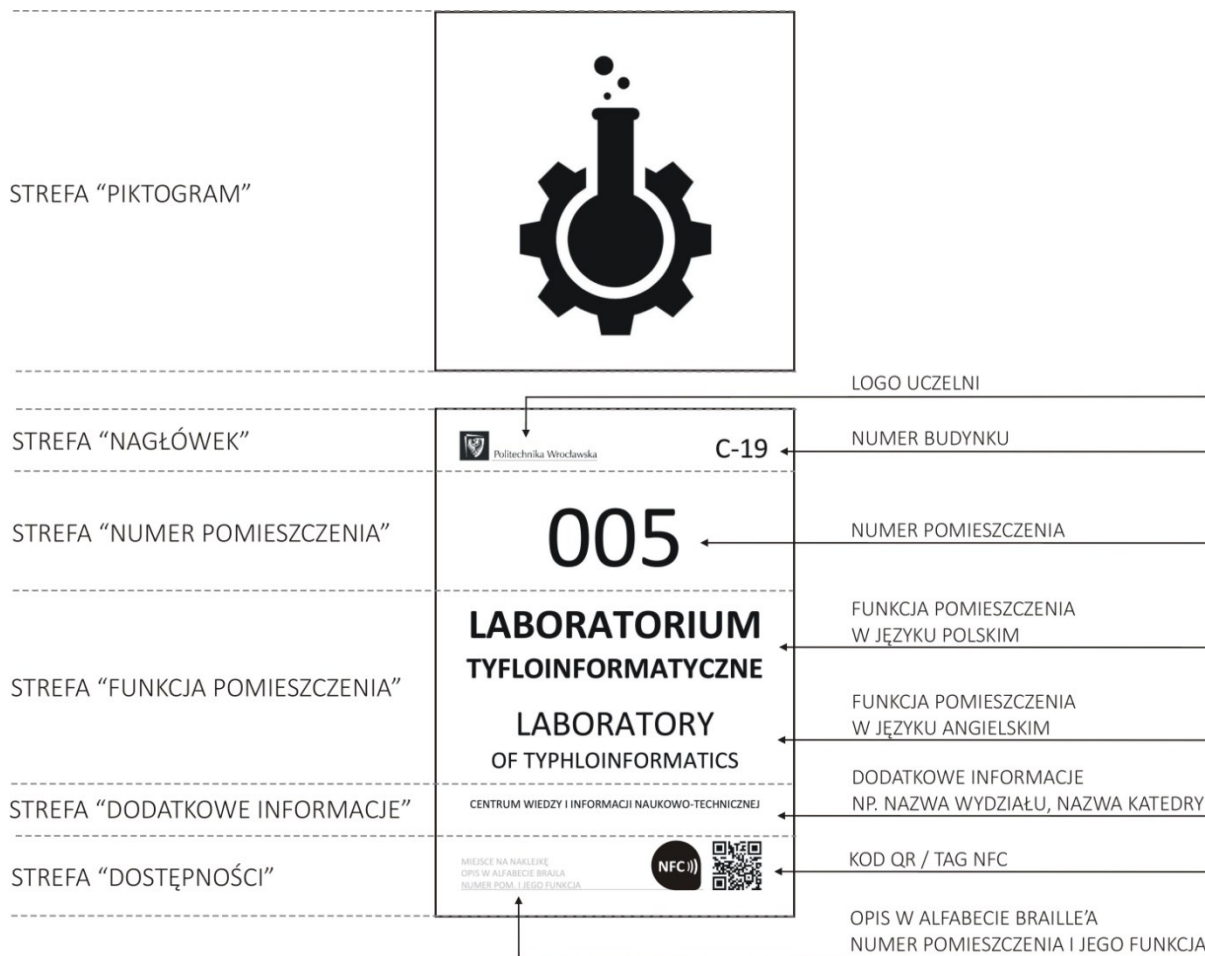 STREFA “PIKTOGRAM”
LOGO UCZELNI
STREFA “NAGŁÓWEK”
Politechnika Wrocławska
C-19
NUMER BUDYNKU
STREFA “NUMER POMIESZCZENIA”
005
NUMER POMIESZCZENIA
STREFA “FUNKCJA POMIESZCZENIA”
LABORATORIUM
TYFLOINFORMATYCZNE
FUNKCJA POMIESZCZENIA
W JĘZYKU POLSKIM
LABORATORY
OF TYPHLOINFORMATICS
FUNKCJA POMIESZCZENIA
W JĘZYKU ANGIELSKIM
STREFA “DODATKOWE INFORMACJE”
CENTRUM WIEDZY I INFORMACJI NAUKOWO-TECHNICZNEJ
DODATKOWE INFORMACJE
NP. NAZWA WYDZIAŁU, NAZWA KATEDRY
STREFA “DOSTĘPNOŚCI”
MIEJSCE NA NAKLEJKĘ
OPIS W ALFABECIE BRAJLA
NUMER POM. I JEGO FUNKCJA
NFC
KOD QR / TAG NFC
OPIS W ALFABECIE BRAILLE’A
NUMER POMIESZCZENIA I JEGO FUNKCJA